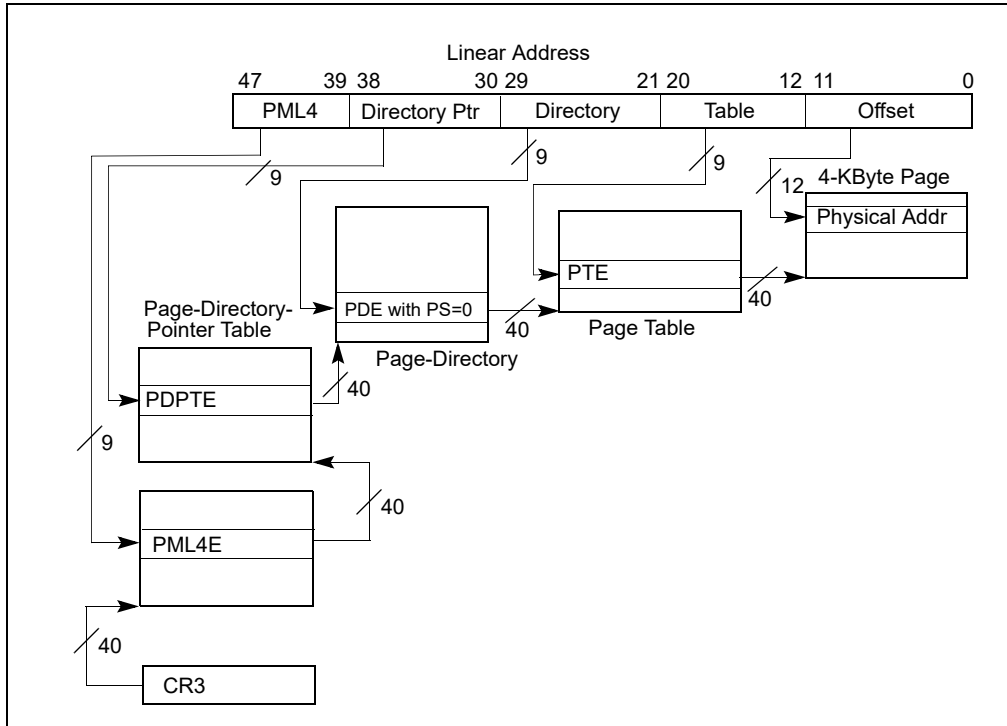 Linear Address
47 39 38 30 29 21 20 12 11 0
PML4 Directory Ptr Directory Table Offset
9 9 9 12 4-KByte Page
Physical Addr
PTE
40
PDE with PS=0 40 Page Table
Page-Directory-
Pointer Table
Page-Directory
40
PDPTE
9
40
PML4E
40
CR3